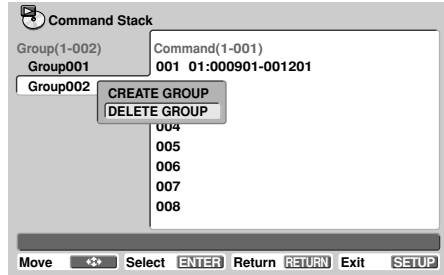 Command Stack
Group(1-002)
Command(1-001)
Group001
001 01:000901-001201
Group002
CREATE GROUP
DELETE GROUP
004
005
006
007
008
Move Select ENTER Return RETURN Exit SETUP